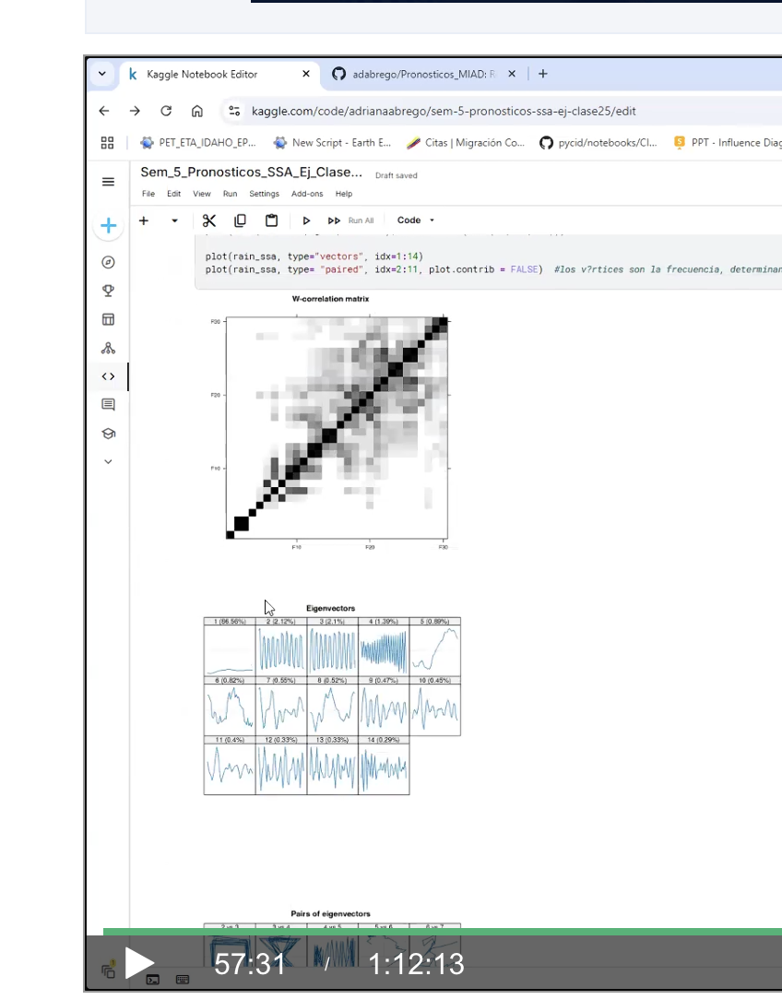 Kaggle Notebook Editor
adabrego/Pronosticos_MIAD: R
kaggle.com/code/adrianaabrego/sem-5-pronosticos-ssa-ej-clase25/edit
PET_ETA_IDAHO_EP... New Script - Earth E... Citas | Migración Co... pycid/notebooks/Cl... PPT - Influence Diag
Sem_5_Pronosticos_SSA_Ej_Clase... Draft saved
File Edit View Run Settings Add-ons Help
Run All Code
plot(rain_ssa, type="vectors", idx=1:14)
plot(rain_ssa, type= "paired", idx=2:11, plot.contrib = FALSE) #los v?rtices son la frecuencia, determinan
W-correlation matrix
F30
F20
F10
F10 F20 F30
Eigenvectors
2 (2.12%) 3 (2.1%) 4 (1.39%) 5 (0.89%)
6 (0.82%) 7 (0.55%) 8 (0.52%) 9 (0.47%) 10 (0.45%)
11 (0.4%) 12 (0.33%) 13 (0.33%) 14 (0.29%)
Pairs of eigenvectors
2 vs 3 3 vs 4 4 vs 5 5 vs 6 6 vs 7
57:31 / 1:12:13